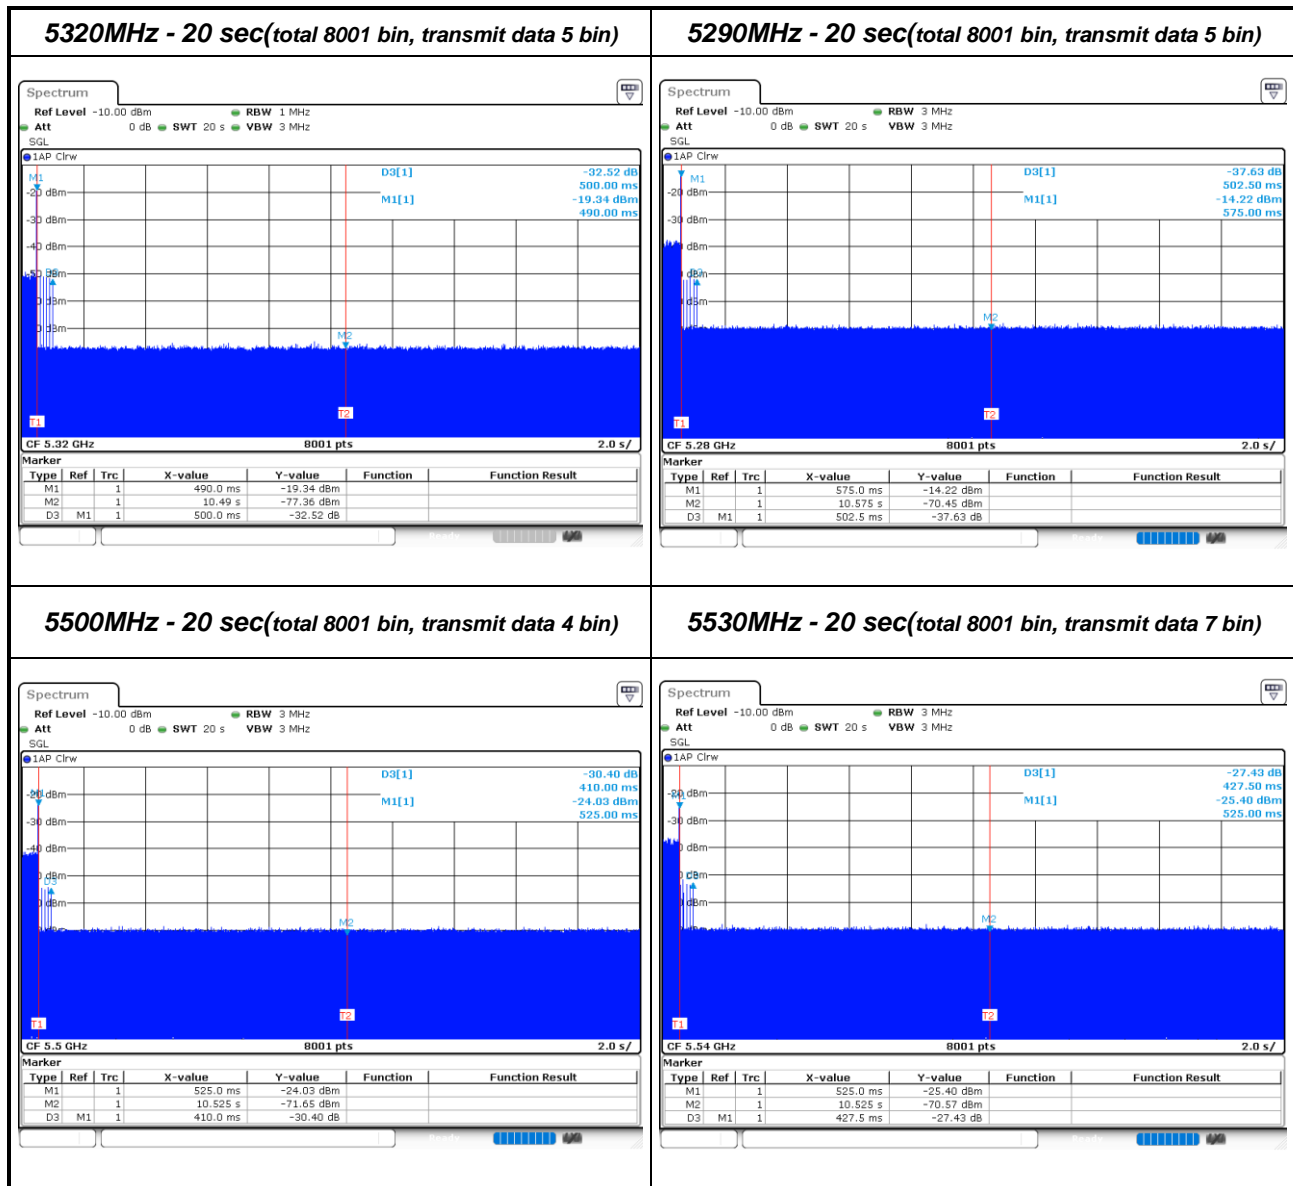 5320MHz - 20 sec(total 8001 bin, transmit data 5 bin)
Spectrum
Ref Level -10.00 dBm RBW 1 MHz
Att 0 dB SWT 20 s VBW 3 MHz
SGL
1AP Clrw
D3[1] -32.52 dB
500.00 ms
M1[1] -19.34 dBm
490.00 ms
M1
-20 dBm
-30 dBm
-40 dBm
M2
T1
T2
CF 5.32 GHz 8001 pts 2.0 s/
Marker
Type Ref Trc X-value Y-value Function Function Result
M1 1 490.0 ms -19.34 dBm
M2 1 10.49 s -77.36 dBm
D3 M1 1 500.0 ms -32.52 dB
5290MHz - 20 sec(total 8001 bin, transmit data 5 bin)
Spectrum
Ref Level -10.00 dBm RBW 3 MHz
Att 0 dB SWT 20 s VBW 3 MHz
SGL
1AP Clrw
D3[1] -37.63 dB
502.50 ms
M1[1] -14.22 dBm
575.00 ms
M1
-20 dBm
-30 dBm
M2
T1
T2
CF 5.28 GHz 8001 pts 2.0 s/
Marker
Type Ref Trc X-value Y-value Function Function Result
M1 1 575.0 ms -14.22 dBm
M2 1 10.575 s -70.45 dBm
D3 M1 1 502.5 ms -37.63 dB
5500MHz - 20 sec(total 8001 bin, transmit data 4 bin)
Spectrum
Ref Level -10.00 dBm RBW 3 MHz
Att 0 dB SWT 20 s VBW 3 MHz
SGL
1AP Clrw
D3[1] -30.40 dB
410.00 ms
M1[1] -24.03 dBm
525.00 ms
-30 dBm
-40 dBm
D3
M2
T1
T2
CF 5.5 GHz 8001 pts 2.0 s/
Marker
Type Ref Trc X-value Y-value Function Function Result
M1 1 525.0 ms -24.03 dBm
M2 1 10.525 s -71.65 dBm
D3 M1 1 410.0 ms -30.40 dB
5530MHz - 20 sec(total 8001 bin, transmit data 7 bin)
Spectrum
Ref Level -10.00 dBm RBW 3 MHz
Att 0 dB SWT 20 s VBW 3 MHz
SGL
1AP Clrw
D3[1] -27.43 dB
427.50 ms
M1[1] -25.40 dBm
525.00 ms
-30 dBm
M2
T1
T2
CF 5.54 GHz 8001 pts 2.0 s/
Marker
Type Ref Trc X-value Y-value Function Function Result
M1 1 525.0 ms -25.40 dBm
M2 1 10.525 s -70.57 dBm
D3 M1 1 427.5 ms -27.43 dB